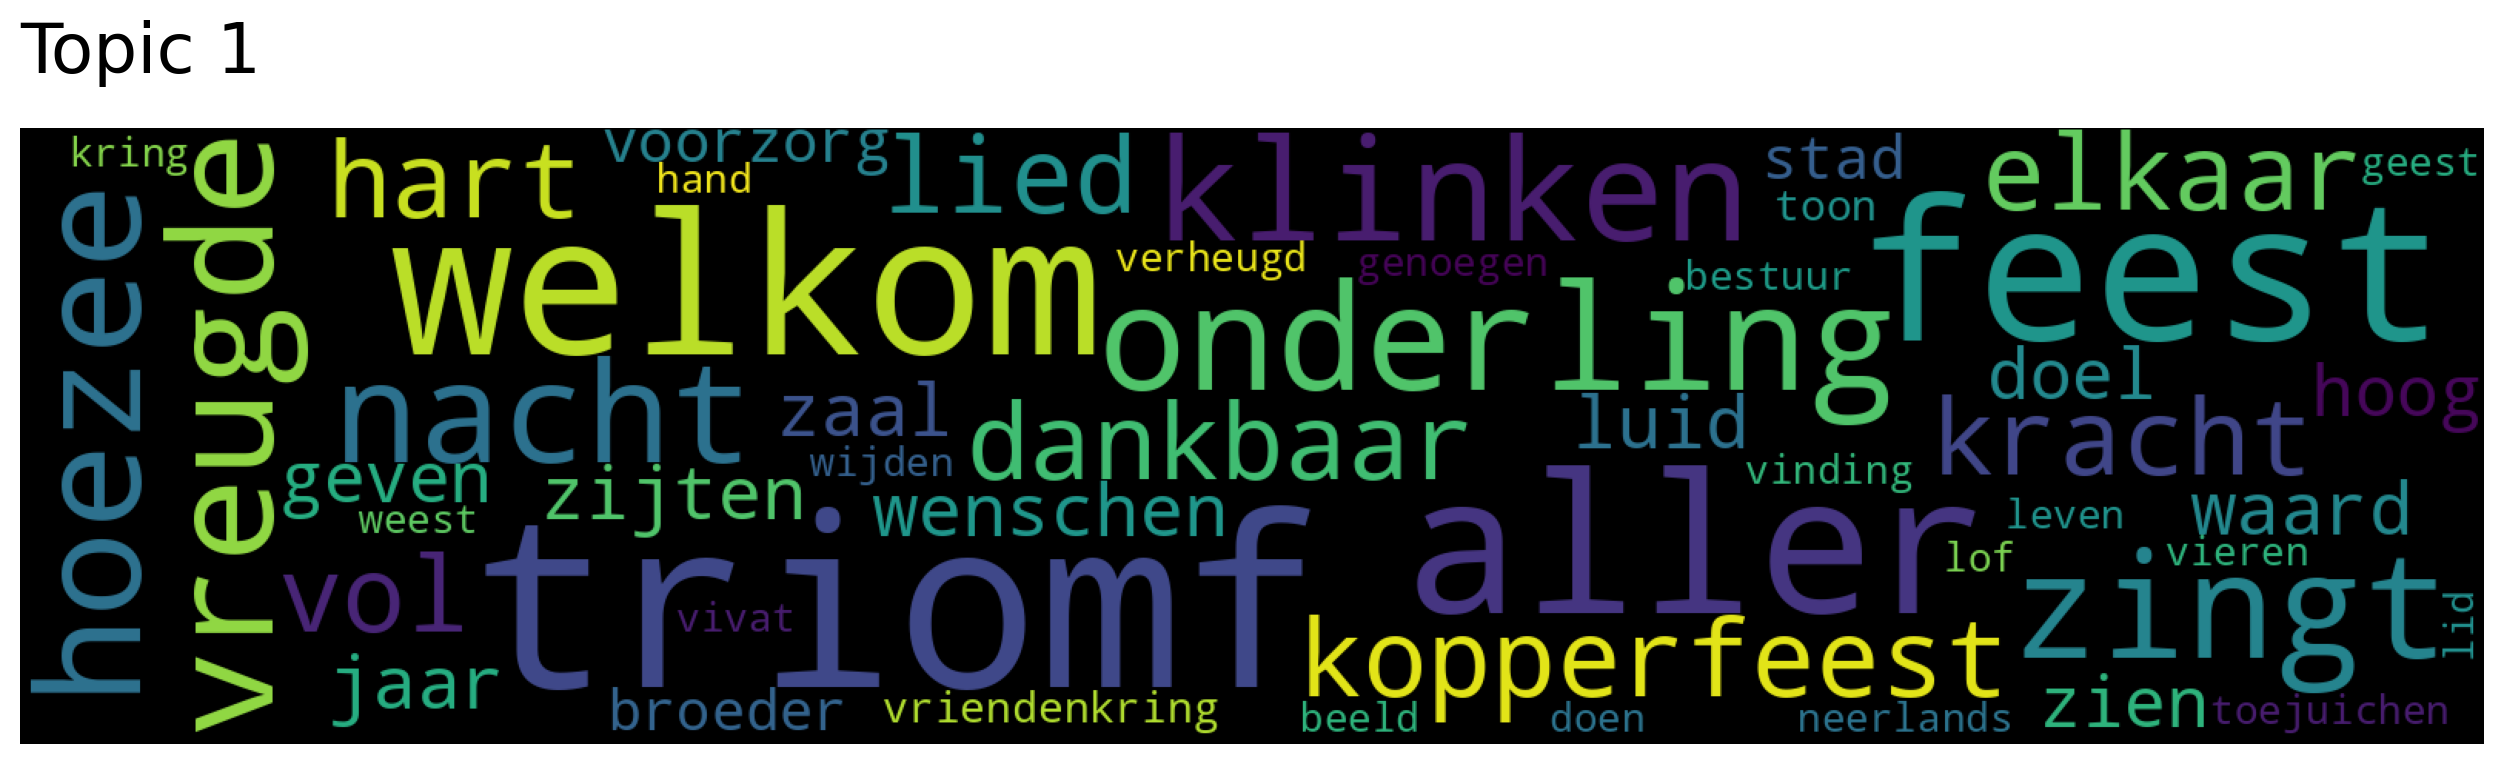 Topic 1
kring
hoezee
vreugde
hart
voorzorg
hand
lied
klinken
stad
toon
elkaar
geest
welkom
verheugd
genoegen
bestuur
feest
onderling
nacht
zaal
dankbaar
luid
doel
kracht
hoog
geven
weest
zijten
wijden
wenschen
vinding
leven
waard
vol
triomf
vivat
aller
lof
vieren
zingt
lid
jaar
broeder
vriendenkring
kopperfeest
beeld
doen
neerlands
zien
toejuichen